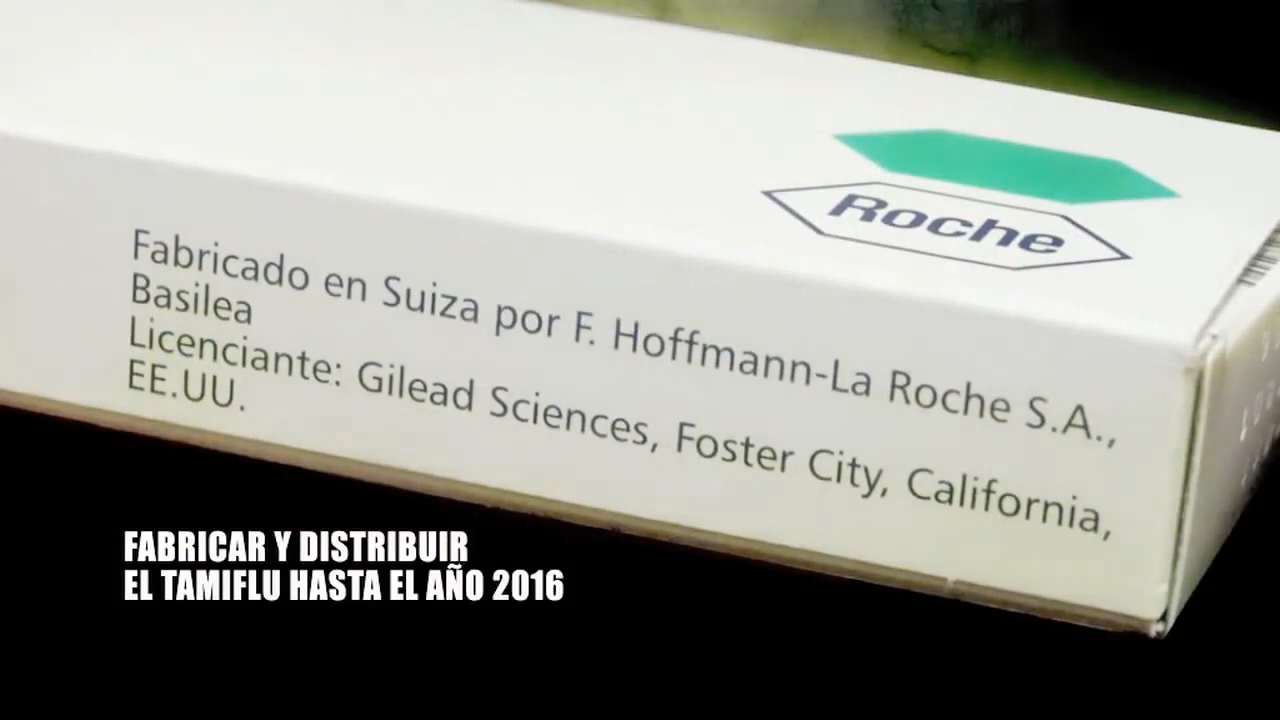 Roche
Fabricado en Suiza por F. Hoffmann-La Roche S.A.,
Basilea
Licenciante: Gilead Sciences, Foster City, California,
EE.UU.
FABRICAR Y DISTRIBUIR
EL TAMIFLU HASTA EL AÑO 2016